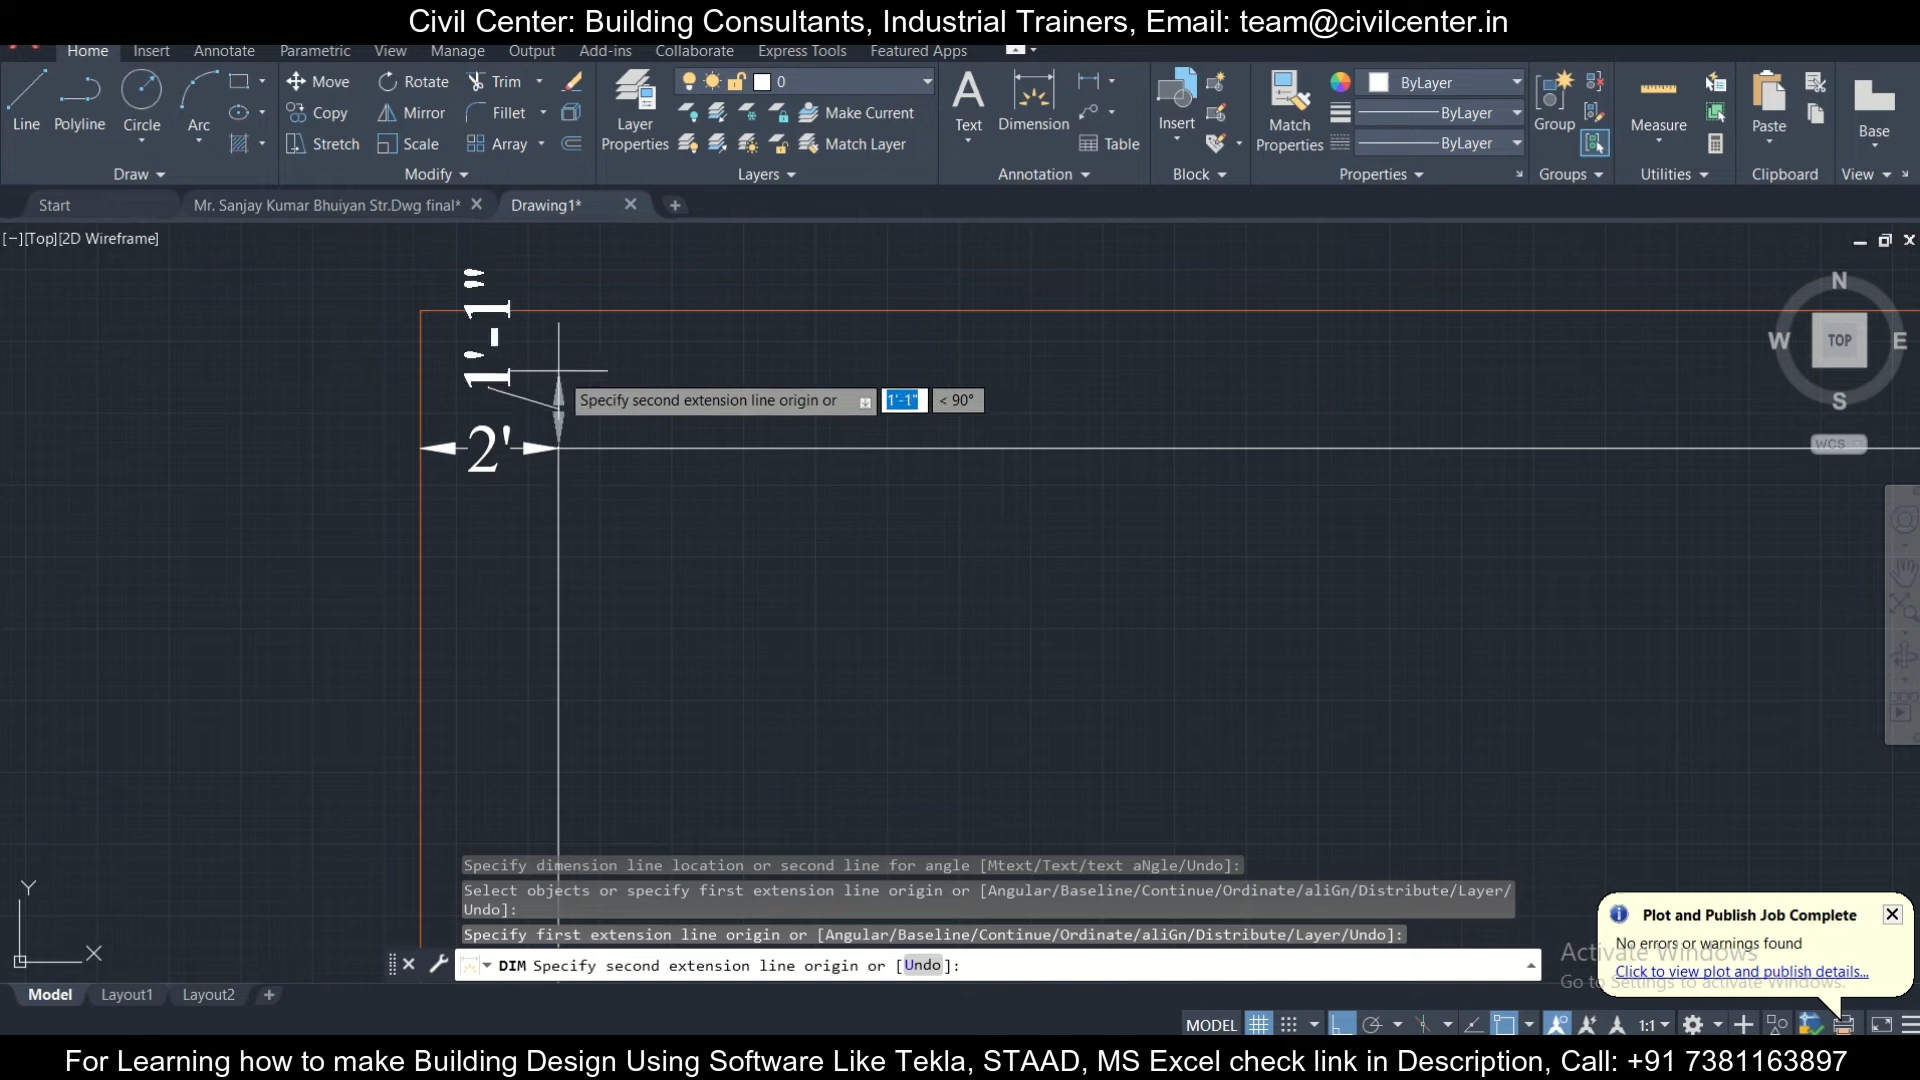 Civil Center: Building Consultants, Industrial Trainers, Email: team@civilcenter.in
Home Insert Annotate Parametric View Manage Output Add-ins Collaborate Express Tools Featured Apps
Line Polyline Circle Arc
Move Rotate Trim
Copy Mirror Fillet
Stretch Scale Array
Layer Properties
0
Make Current
Match Layer
Text Dimension
Table
Insert
Match Properties
ByLayer
ByLayer
ByLayer
Group
Measure
Paste
Base
Draw Modify Layers Annotation Block Properties Groups Utilities Clipboard View
Start Mr. Sanjay Kumar Bhuiyan Str.Dwg final* Drawing1*
[−][Top][2D Wireframe]
N
W TOP E
S
WCS
1'-1"
Specify second extension line origin or 1'-1" < 90°
2'
Specify dimension line location or second line for angle [Mtext/Text/text aNgle/Undo]:
Select objects or specify first extension line origin or [Angular/Baseline/Continue/Ordinate/aliGn/Distribute/Layer/
Undo]:
Specify first extension line origin or [Angular/Baseline/Continue/Ordinate/aliGn/Distribute/Layer/Undo]:
DIM Specify second extension line origin or [Undo]:
Y
X
Plot and Publish Job Complete
No errors or warnings found
Click to view plot and publish details...
Activate Windows
Go to Settings to activate Windows.
Model Layout1 Layout2
MODEL 1:1
For Learning how to make Building Design Using Software Like Tekla, STAAD, MS Excel check link in Description, Call: +91 7381163897